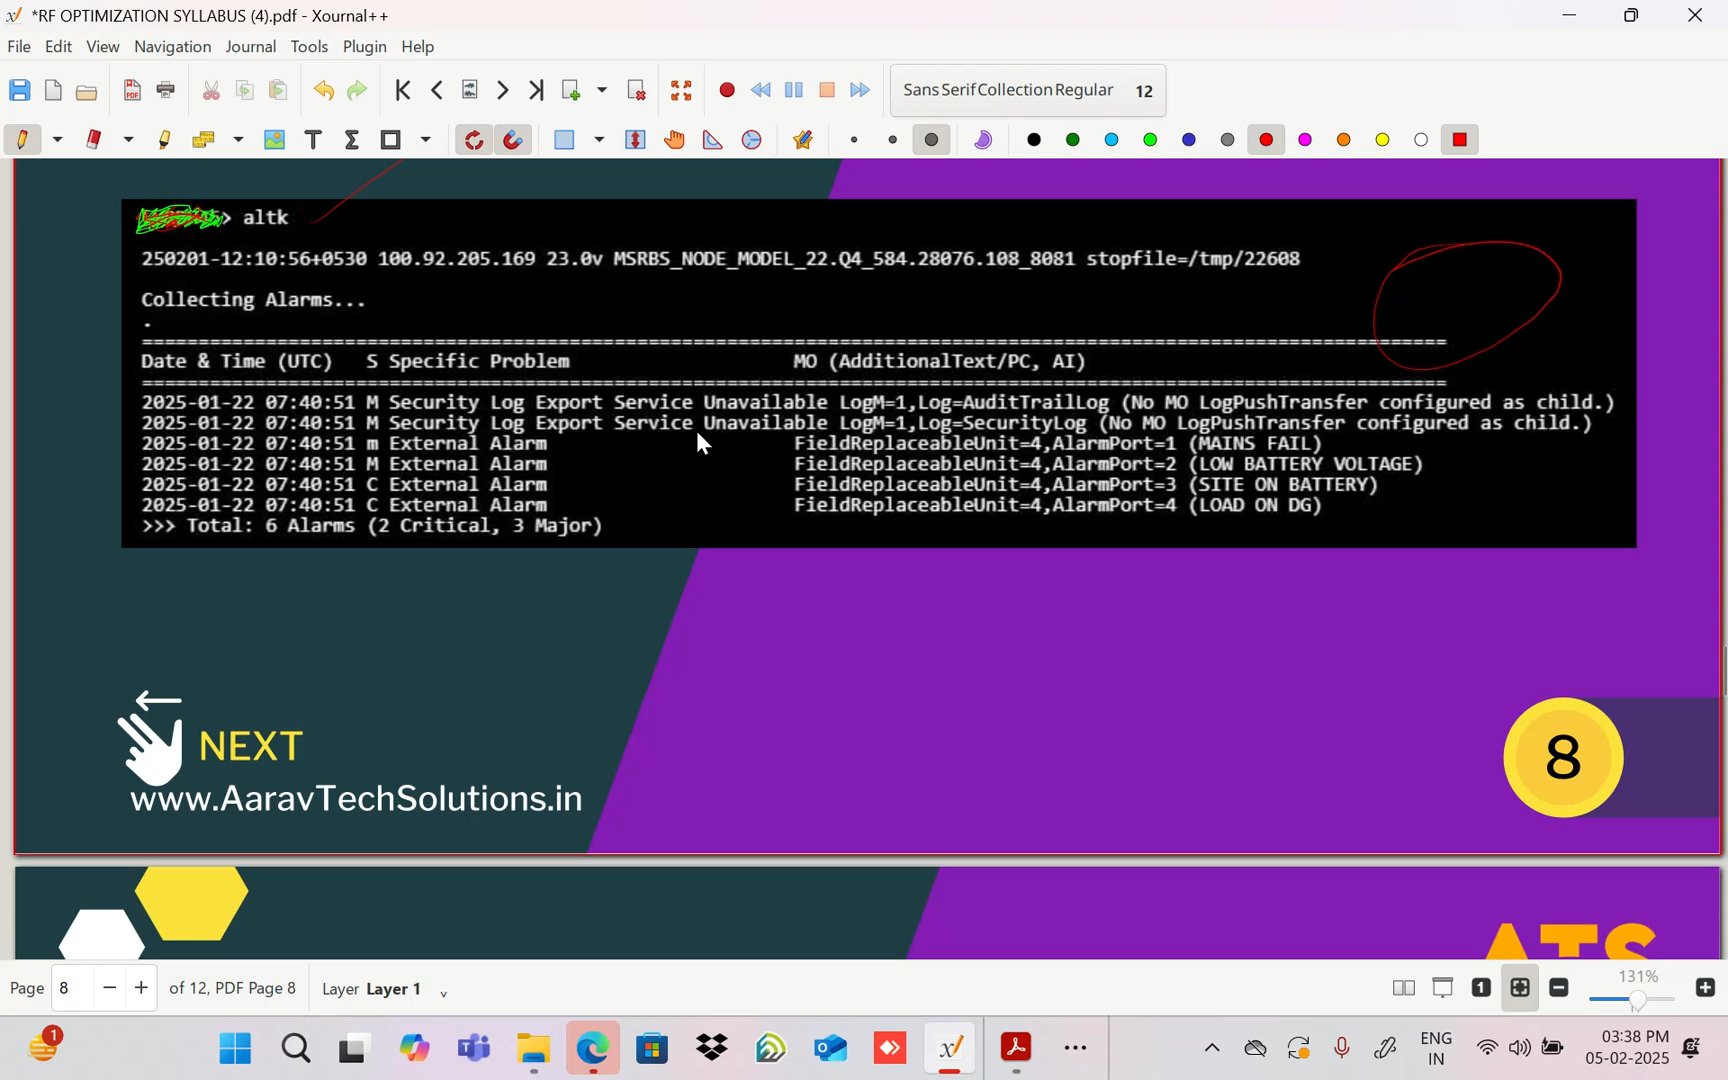 *RF OPTIMIZATION SYLLABUS (4).pdf - Xournal++
File Edit View Navigation Journal Tools Plugin Help
PDF
Sans Serif Collection Regular 12
T Σ
> altk
250201-12:10:56+0530 100.92.205.169 23.0v MSRBS_NODE_MODEL_22.Q4_584.28076.108_8081 stopfile=/tmp/22608
Collecting Alarms...
.
===================================================================================================================
Date & Time (UTC) S Specific Problem MO (AdditionalText/PC, AI)
===================================================================================================================
2025-01-22 07:40:51 M Security Log Export Service Unavailable LogM=1,Log=AuditTrailLog (No MO LogPushTransfer configured as child.)
2025-01-22 07:40:51 M Security Log Export Service Unavailable LogM=1,Log=SecurityLog (No MO LogPushTransfer configured as child.)
2025-01-22 07:40:51 m External Alarm FieldReplaceableUnit=4,AlarmPort=1 (MAINS FAIL)
2025-01-22 07:40:51 M External Alarm FieldReplaceableUnit=4,AlarmPort=2 (LOW BATTERY VOLTAGE)
2025-01-22 07:40:51 C External Alarm FieldReplaceableUnit=4,AlarmPort=3 (SITE ON BATTERY)
2025-01-22 07:40:51 C External Alarm FieldReplaceableUnit=4,AlarmPort=4 (LOAD ON DG)
>>> Total: 6 Alarms (2 Critical, 3 Major)
NEXT
www.AaravTechSolutions.in
8
ATS
Page 8 − + of 12, PDF Page 8 Layer Layer 1 1 131%
1
ENG
IN
03:38 PM
05-02-2025